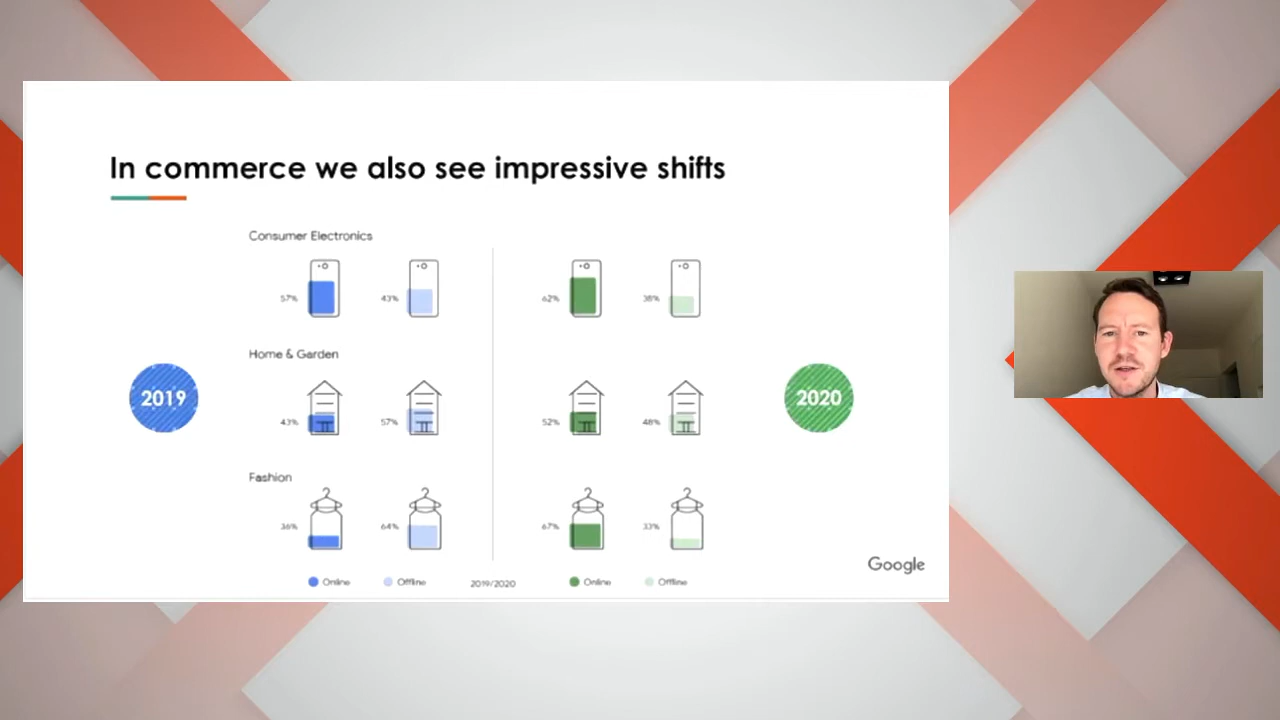 In commerce we also see impressive shifts
Consumer Electronics
57% 43% 62% 38%
Home & Garden
2019
2020
43% 57% 52% 48%
Fashion
36% 64% 67% 33%
Google
Online Offline 2019/2020 Online Offline